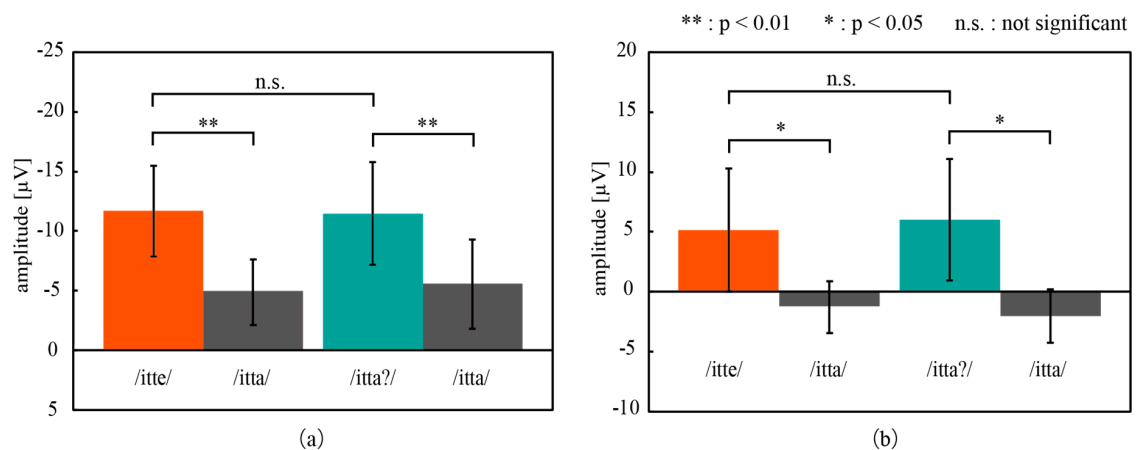 ** : p < 0.01 * : p < 0.05 n.s. : not significant
-25
-20
-15
-10
-5
0
5
amplitude [µV]
n.s.
**
**
/itte/ /itta/ /itta?/ /itta/
(a)
20
15
10
5
0
-5
-10
amplitude [µV]
n.s.
*
*
/itte/ /itta/ /itta?/ /itta/
(b)